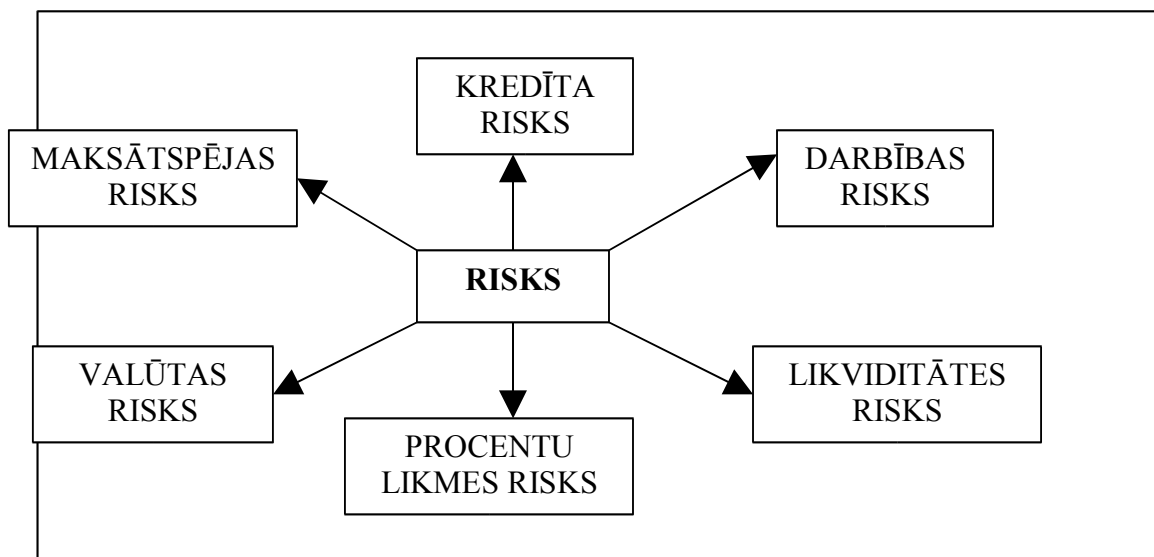 KREDĪTA
RISKS
MAKSĀTSPĒJAS
RISKS
DARBĪBAS
RISKS
RISKS
VALŪTAS
RISKS
LIKVIDITĀTES
RISKS
PROCENTU
LIKMES RISKS